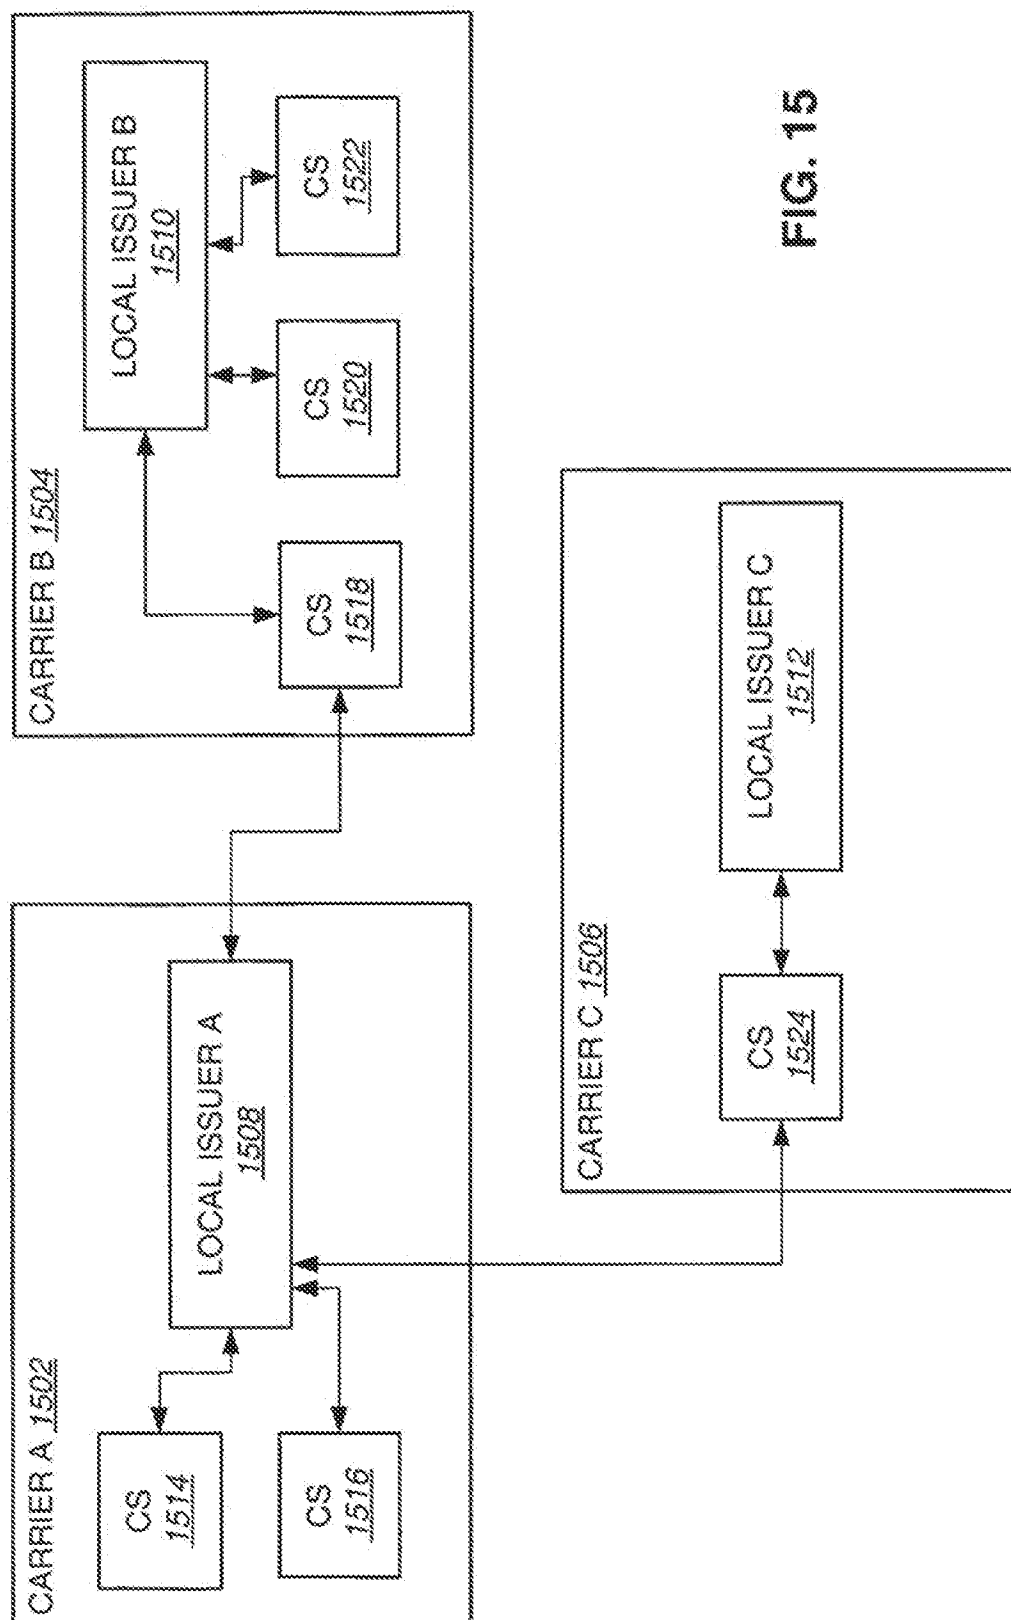 CARRIER A 1502
CS
1514
CS
1516
LOCAL ISSUER A
1508
CARRIER B 1504
LOCAL ISSUER B
1510
CS
1518
CS
1520
CS
1522
CARRIER C 1506
CS
1524
LOCAL ISSUER C
1512
FIG. 15